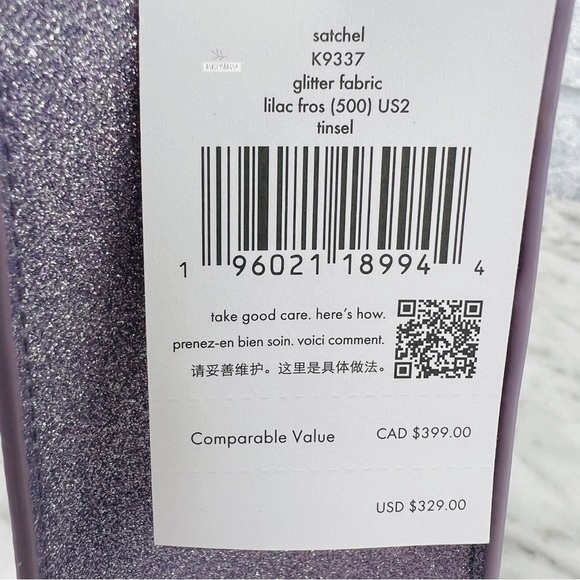 satchel
K9337
glitter fabric
lilac fros (500) US2
tinsel
1 96021 18994 4
take good care. here's how.
prenez-en bien soin. voici comment.
请妥善维护。这里是具体做法。
Comparable Value CAD $399.00
USD $329.00